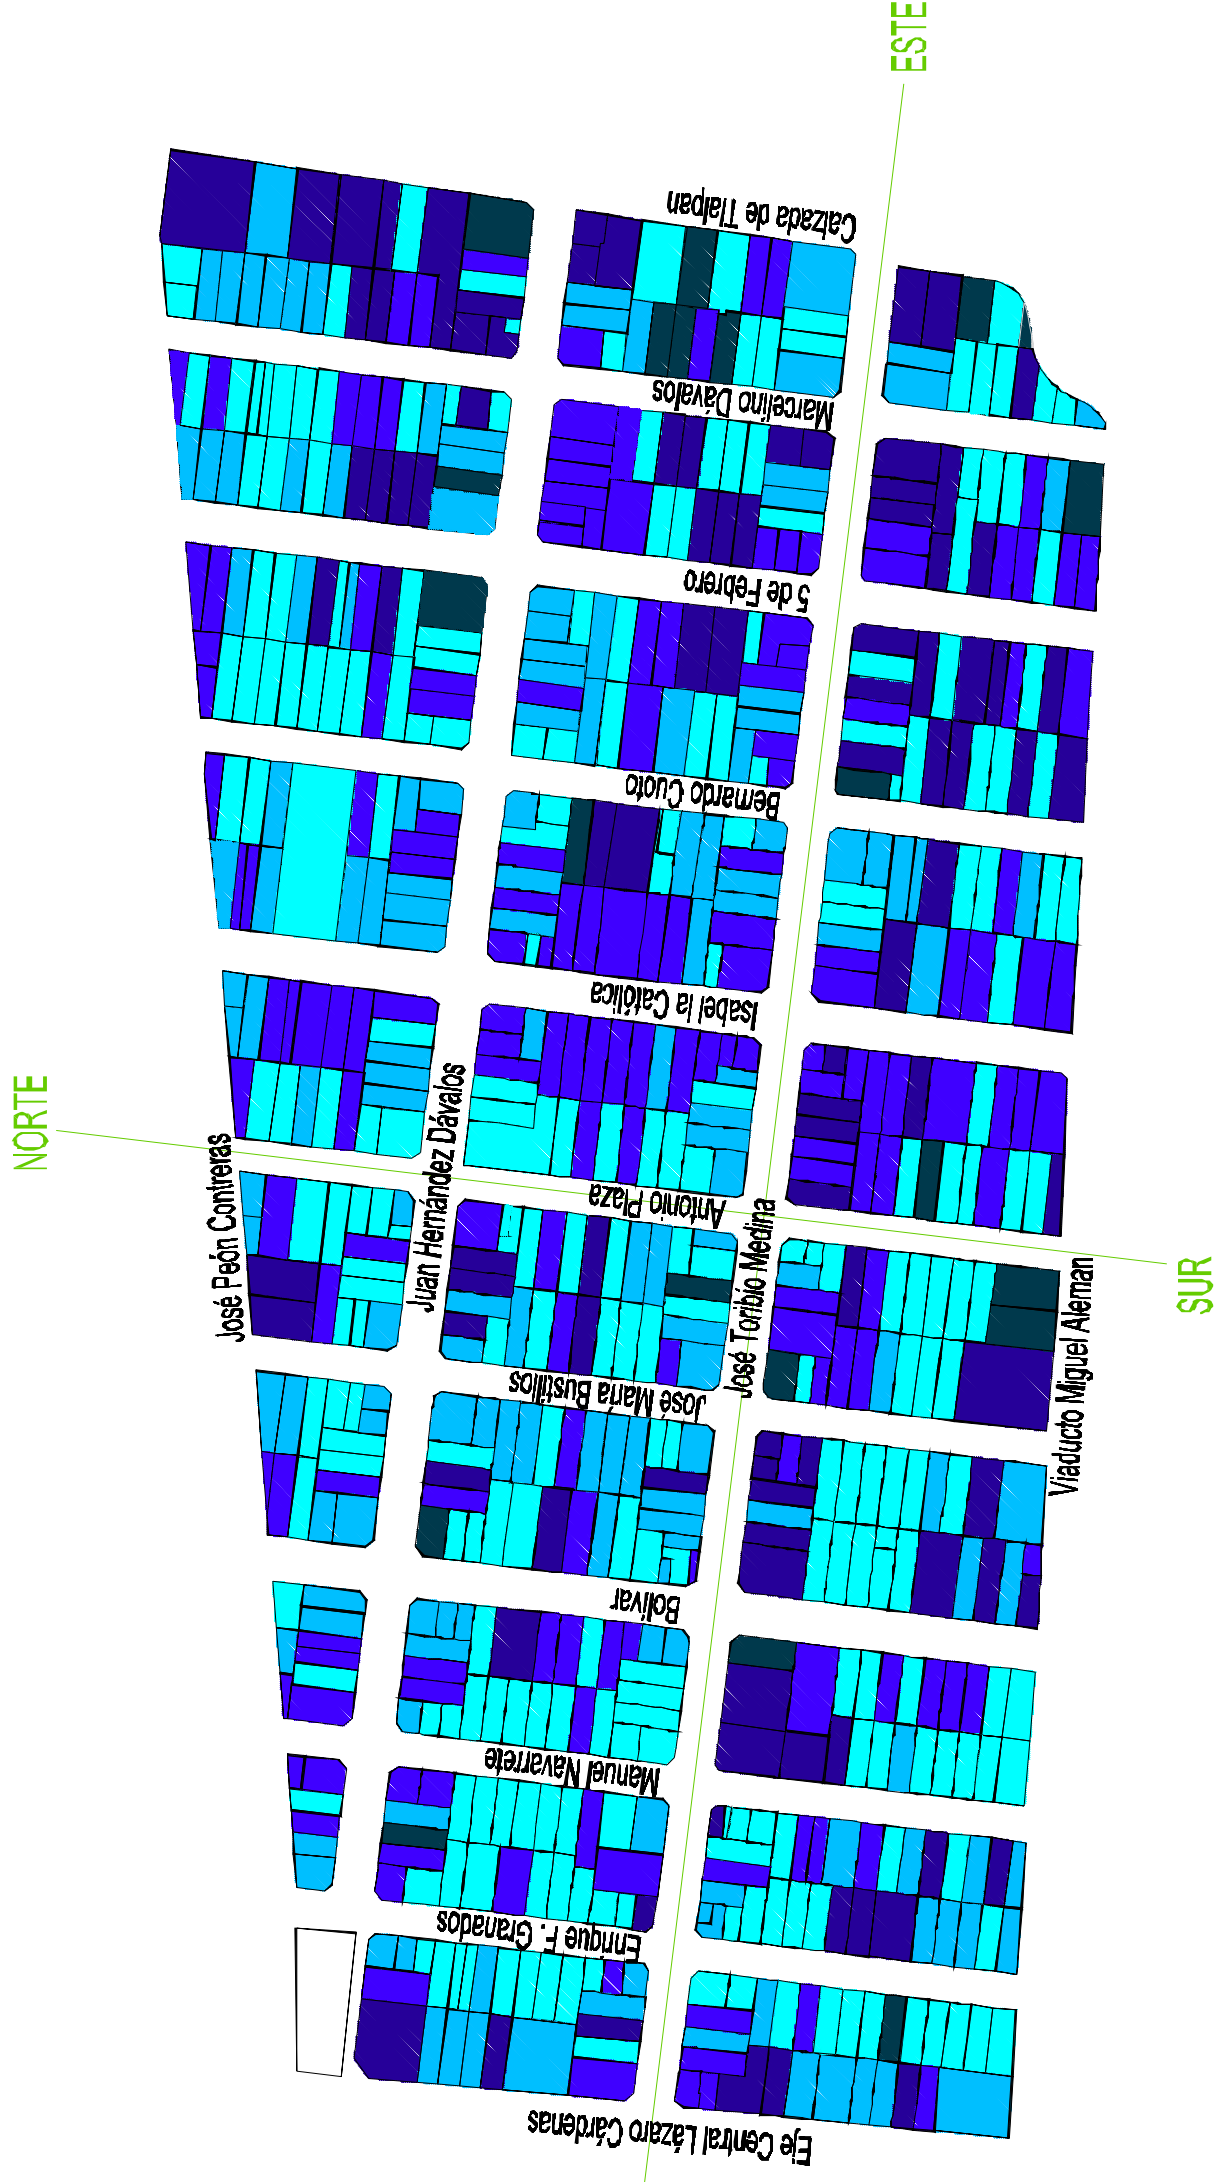 ESTE
Calzada de Tlalpan
Marcelino Dávalos
5 de Febrero
Bernardo Cuoto
Isabel la Católica
NORTE
José Peón Contreras
Juan Hernández Dávalos
Antonio Plaza
José Toribio Medina
SUR
Viaducto Miguel Aleman
José María Bustillos
Bolívar
Manuel Navarrete
Enrique F. Granados
Eje Central Lázaro Cárdenas